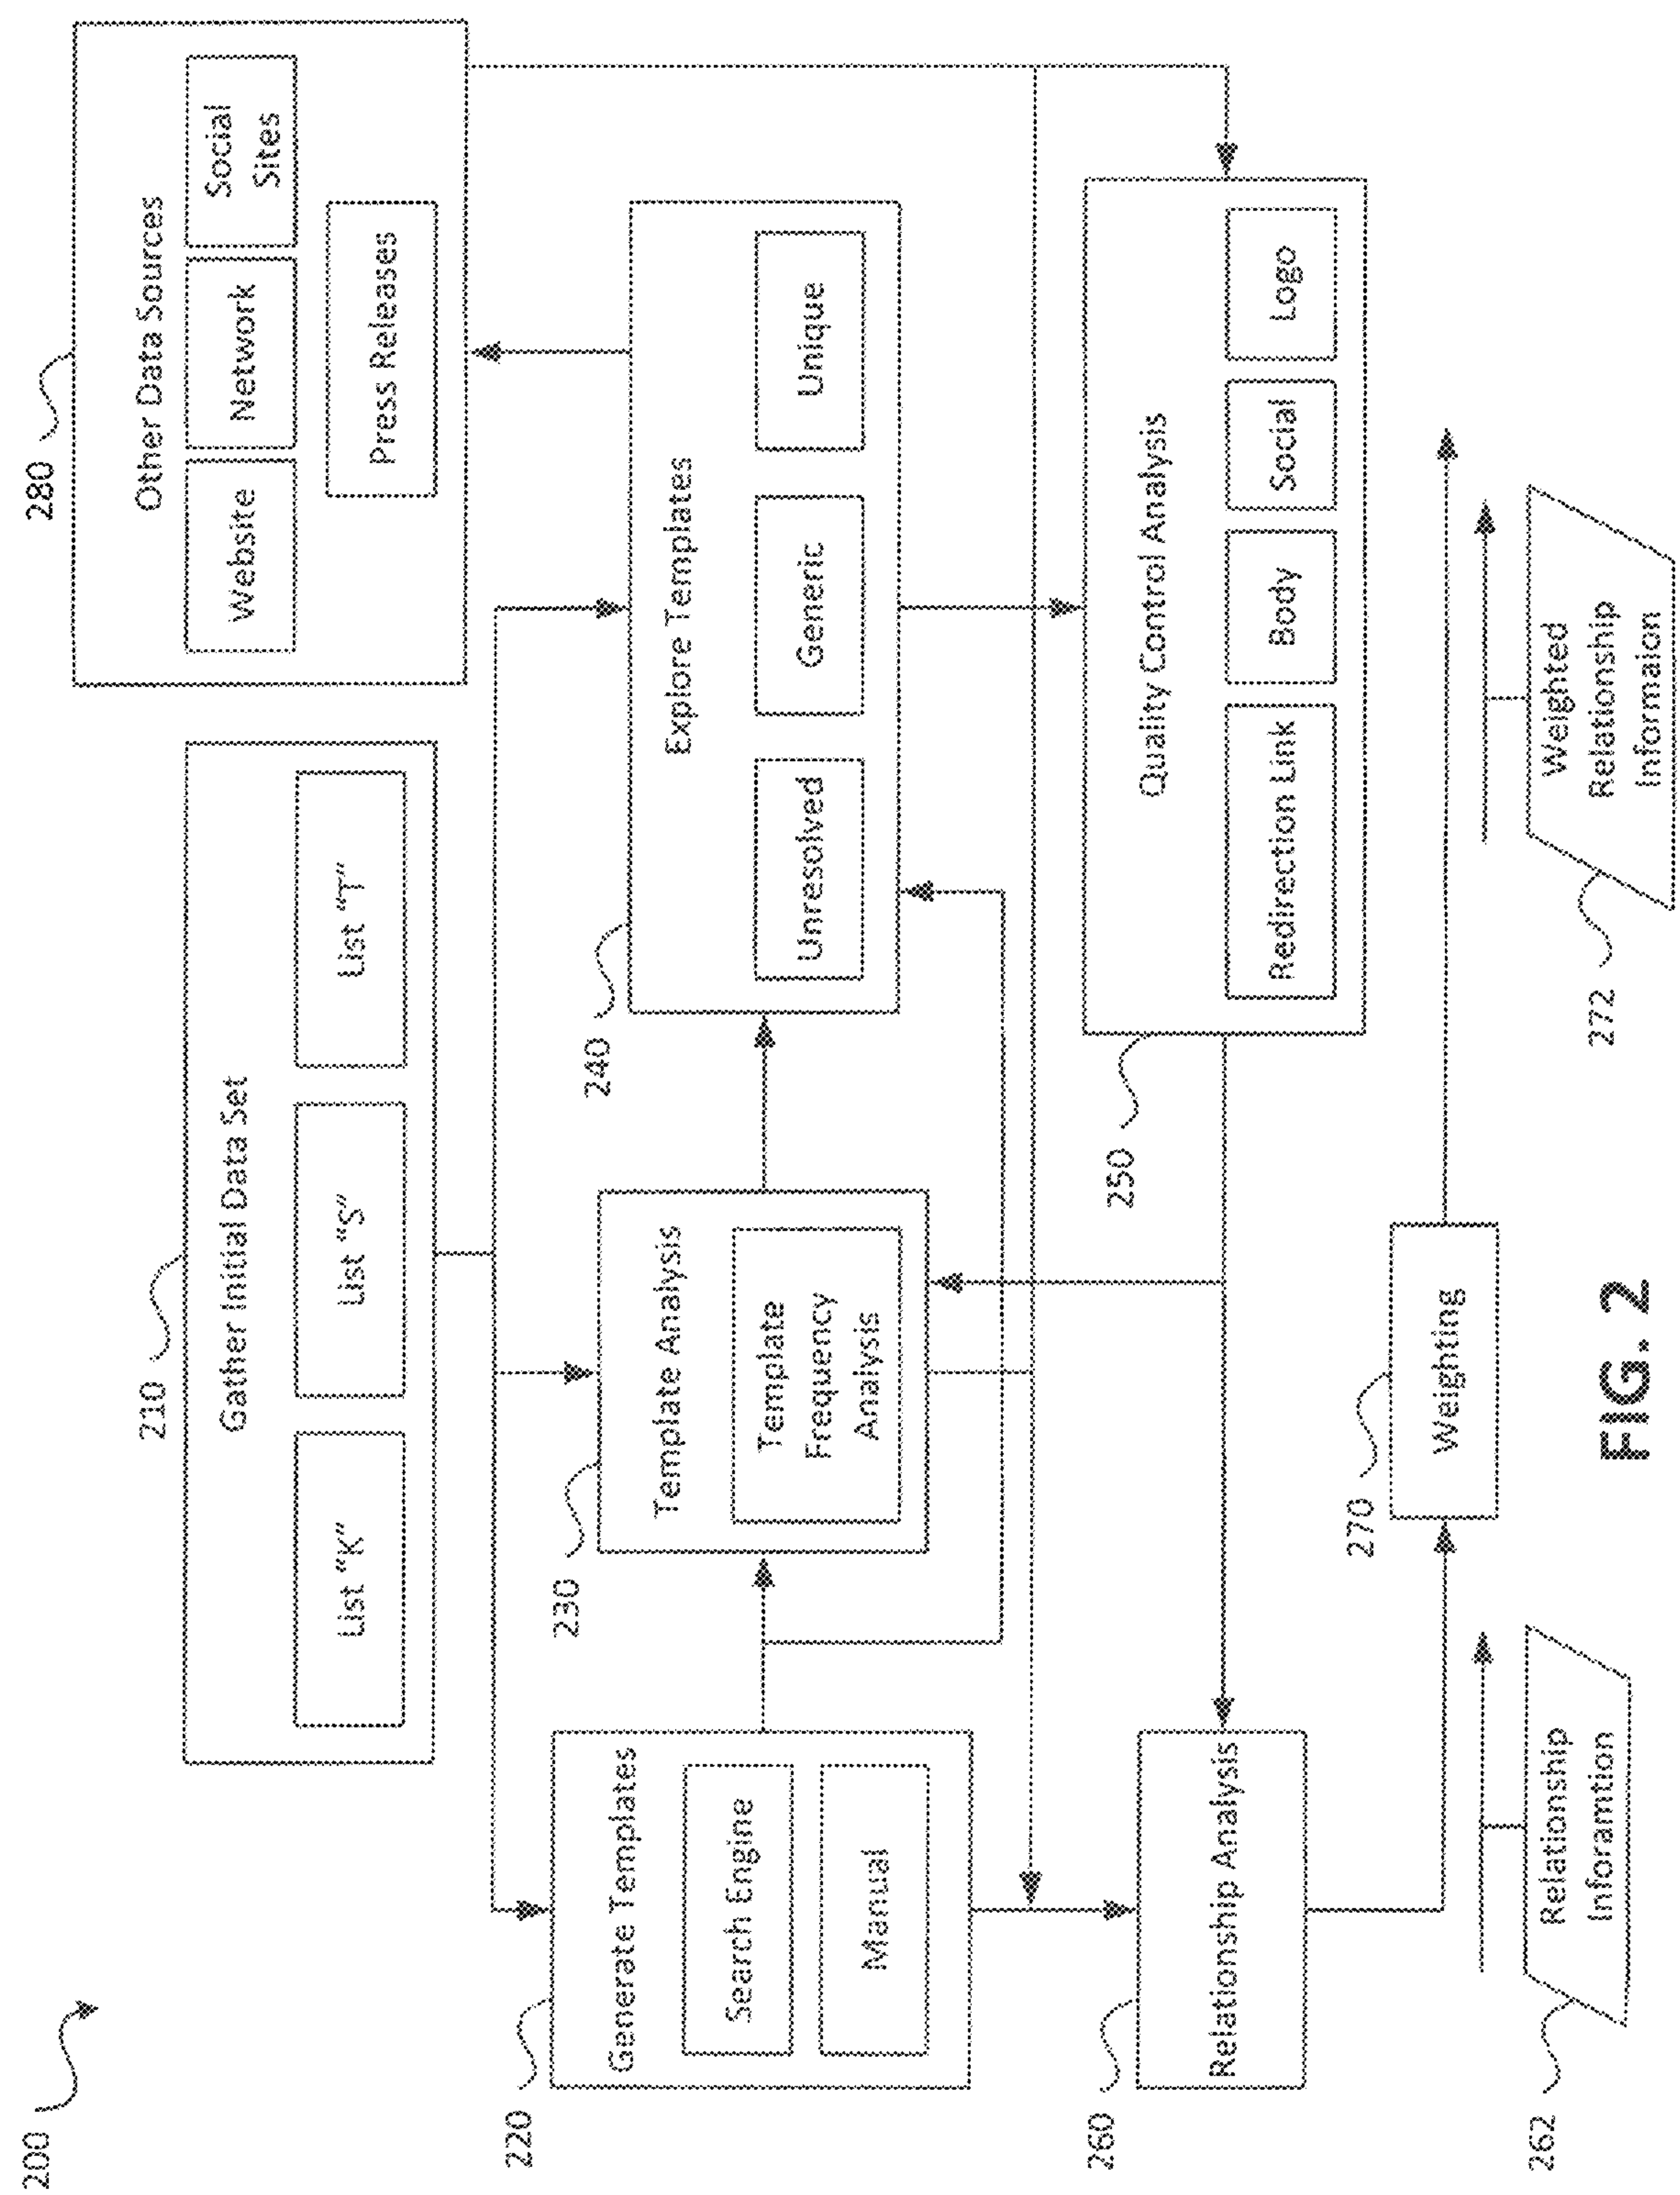 200
210
Gather Initial Data Set
List “K”
List “S”
List “T”
280
Other Data Sources
Website
Network
Social
Sites
Press Releases
220
Generate Templates
Search Engine
Manual
230
Template Analysis
Template
Frequency
Analysis
240
Explore Templates
Unresolved
Generic
Unique
260
Relationship Analysis
250
Quality Control Analysis
Redirection Link
Body
Social
Logo
270
Weighting
262
Relationship
Inforamtion
272
Weighted
Relationship
Informaion
FIG. 2